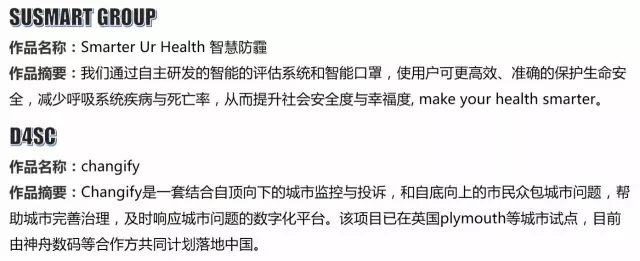 SUSMART GROUP
作品名称：Smarter Ur Health 智慧防霾
作品摘要：我们通过自主研发的智能的评估系统和智能口罩，使用户可更高效、准确的保护生命安
全，减少呼吸系统疾病与死亡率，从而提升社会安全度与幸福度, make your health smarter。
D4SC
作品名称：changify
作品摘要：Changify是一套结合自顶向下的城市监控与投诉，和自底向上的市民众包城市问题，帮
助城市完善治理，及时响应城市问题的数字化平台。该项目已在英国plymouth等城市试点，目前
由神舟数码等合作方共同计划落地中国。